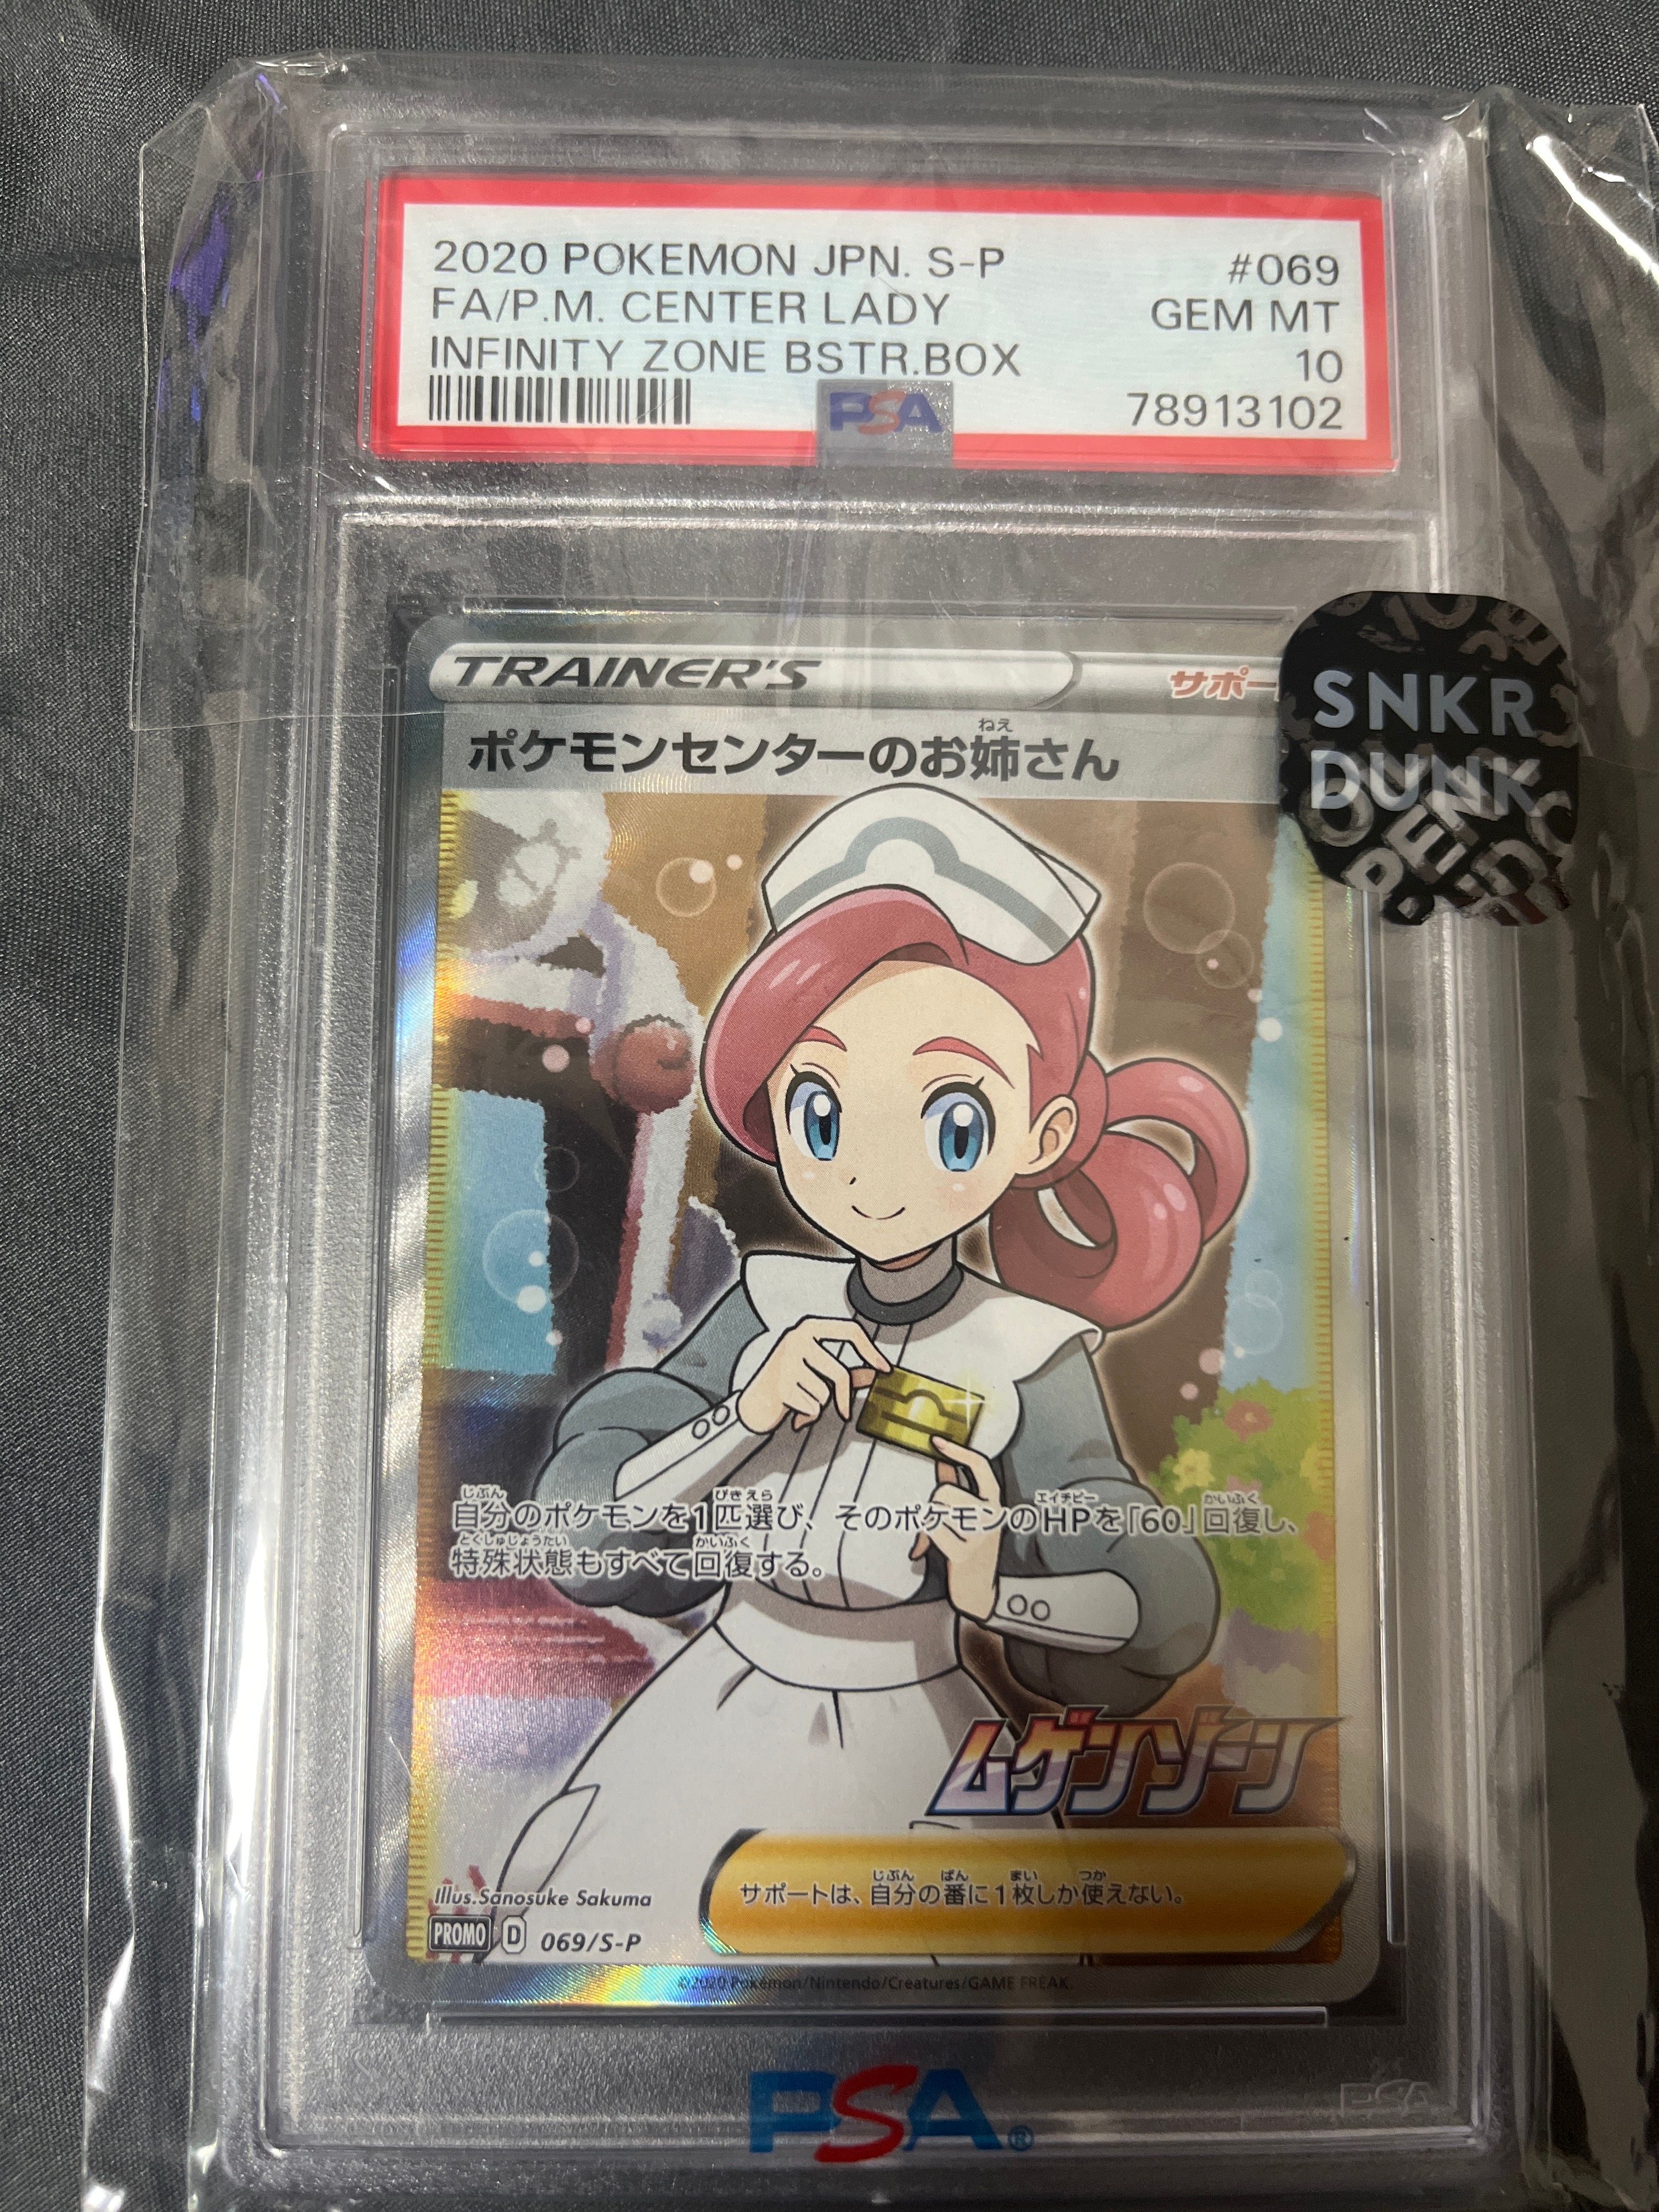 2020 POKEMON JPN. S-P #069
FA/P.M. CENTER LADY GEM MT
INFINITY ZONE BSTR.BOX 10
PSA 78913102
TRAINER'S サポー
SNKR
DUNK
ねえ
ポケモンセンターのお姉さん
じぶん びきえら エイチピー かいふく
自分のポケモンを1匹選び、そのポケモンのHPを「60」回復し、
とくしゅじょうたい かいふく
特殊状態もすべて回復する。
ムゲンゾーン
じぶん ばん まい つか
サポートは、自分の番に1枚しか使えない。
Illus.Sanosuke Sakuma
PROMO D 069/S-P
©2020 Pokémon/Nintendo/Creatures/GAME FREAK.
PSA®
PSA